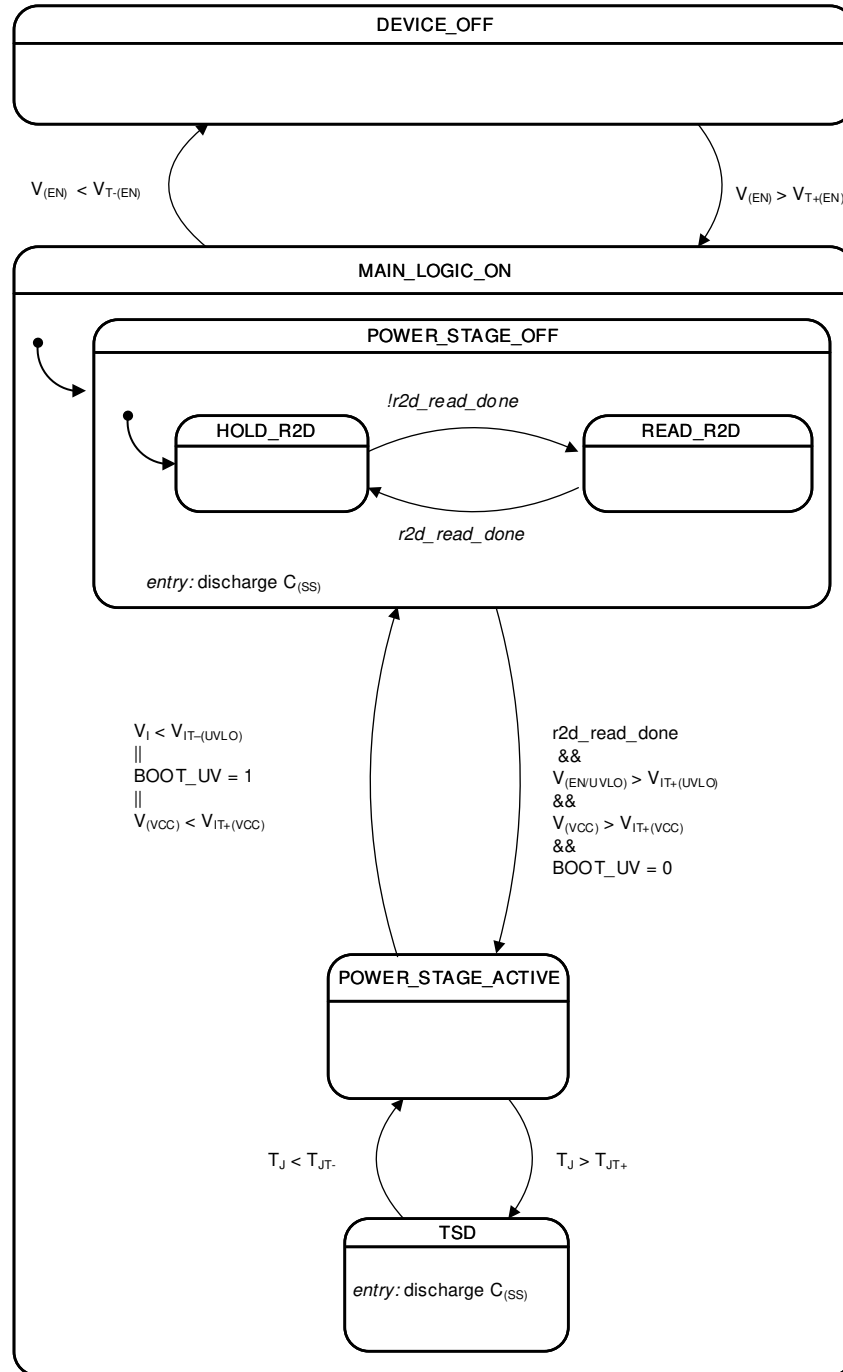 DEVICE_OFF
V(EN) < VT-(EN)
V(EN) > VT+(EN)
MAIN_LOGIC_ON
POWER_STAGE_OFF
!r2d_read_done
HOLD_R2D
READ_R2D
r2d_read_done
entry: discharge C(SS)
VI < VIT–(UVLO)
||
BOOT_UV = 1
||
V(VCC) < VIT+(VCC)
r2d_read_done
&&
V(EN/UVLO) > VIT+(UVLO)
&&
V(VCC) > VIT+(VCC)
&&
BOOT_UV = 0
POWER_STAGE_ACTIVE
TJ < TJT-
TJ > TJT+
TSD
entry: discharge C(SS)